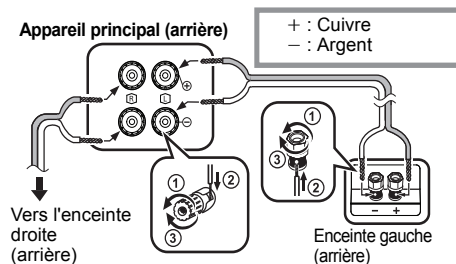 Appareil principal (arrière)
+ : Cuivre
− : Argent
R
L
+
−
①
②
③
①
②
③
− +
Vers l'enceinte
droite
(arrière)
Enceinte gauche
(arrière)